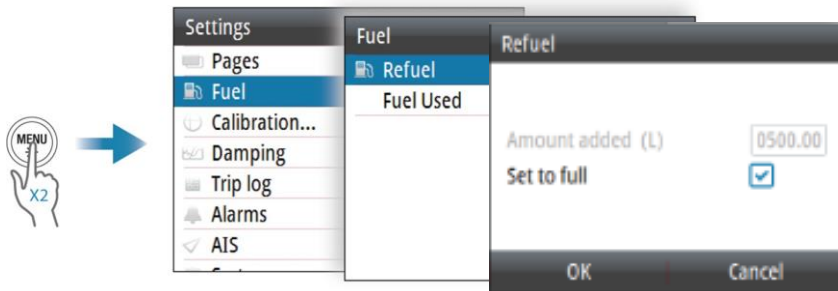 MENU
X2
Settings
Pages
Fuel
Calibration...
Damping
Trip log
Alarms
AIS
Fuel
Refuel
Fuel Used
Refuel
Amount added (L) 0500.00
Set to full
OK Cancel